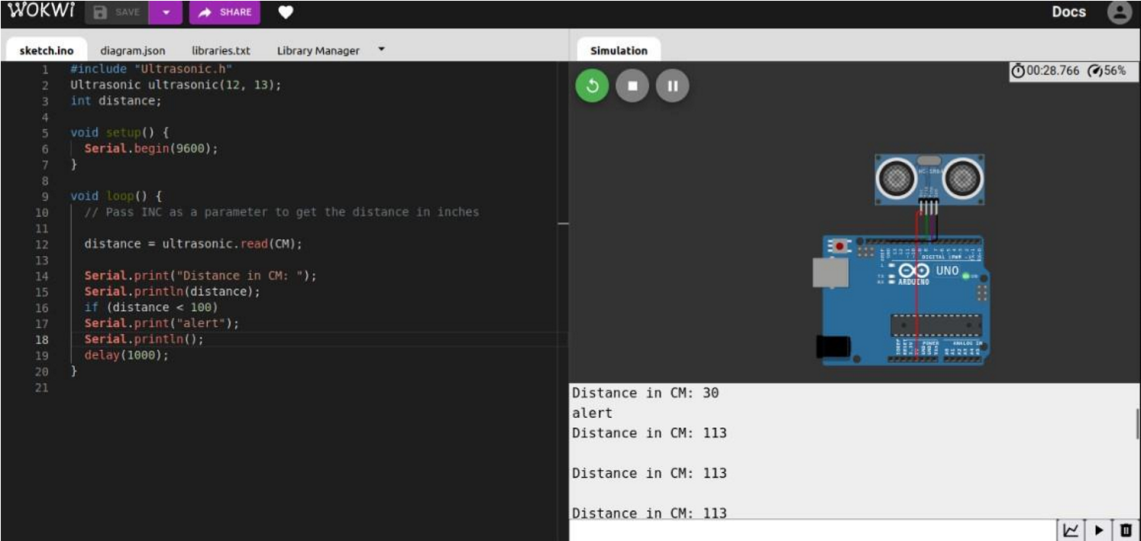 WOKWI SAVE SHARE Docs
sketch.ino diagram.json libraries.txt Library Manager
Simulation
1 #include "Ultrasonic.h"
2 Ultrasonic ultrasonic(12, 13);
3 int distance;
4
5 void setup() {
6 Serial.begin(9600);
7 }
8
9 void loop() {
10 // Pass INC as a parameter to get the distance in inches
11
12 distance = ultrasonic.read(CM);
13
14 Serial.print("Distance in CM: ");
15 Serial.println(distance);
16 if (distance < 100)
17 Serial.print("alert");
18 Serial.println();
19 delay(1000);
20 }
21
00:28.766 56%
DIGITAL (PWM ~)
UNO
ARDUINO
POWER ANALOG IN
Distance in CM: 30
alert
Distance in CM: 113
Distance in CM: 113
Distance in CM: 113